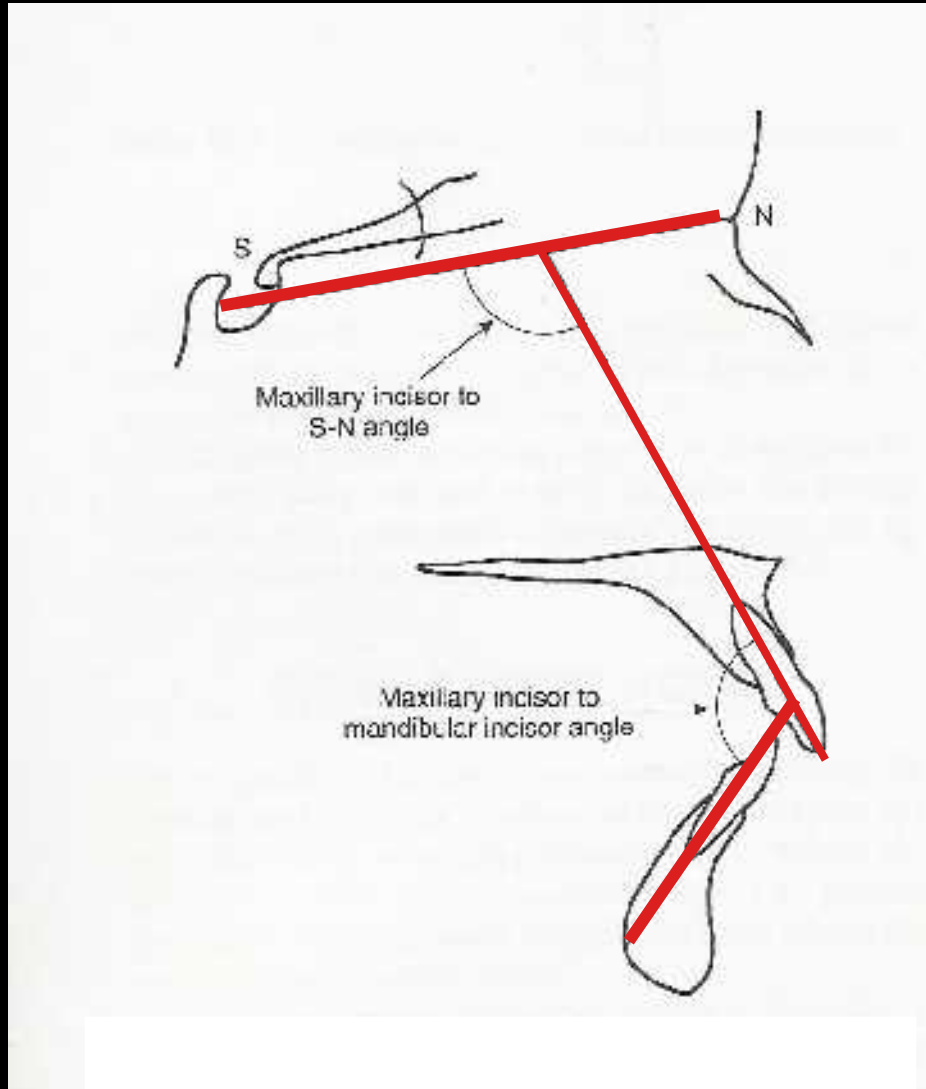 N
S
Maxillary incisor to
S-N angle
Maxillary incisor to
mandibular incisor angle